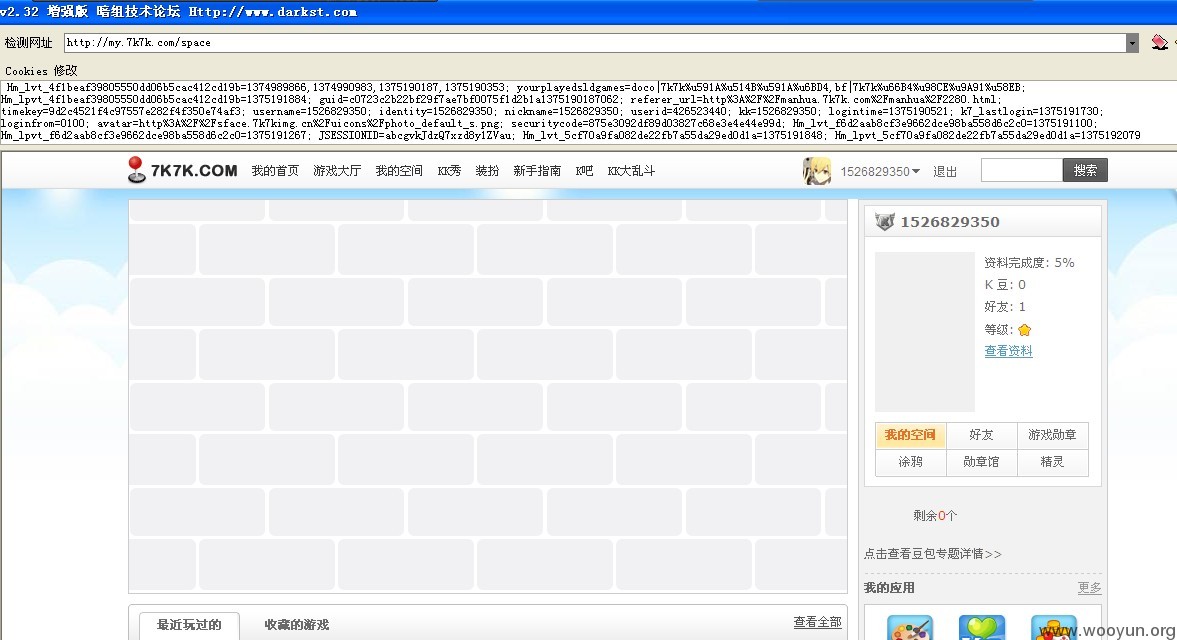 v2.32 增强版 暗组技术论坛 Http://www.darkst.com
检测网址 http://my.7k7k.com/space
Cookies 修改
Hm_lvt_4f1beaf39805550dd06b5cac412cd19b=1374989866,1374990983,1375190187,1375190353; yourplayedsldgames=doco|7k7k%u591A%u514B%u591A%u6BD4,bf|7k7k%u66B4%u98CE%u9A91%u58EB;
Hm_lpvt_4f1beaf39805550dd06b5cac412cd19b=1375191884; guid=c0723c2b22bf29f7ae7bf0075f1d2b1a1375190187062; referer_url=http%3A%2F%2Fmanhua.7k7k.com%2Fmanhua%2F2280.html;
timekey=9d2c4521f4c97557e282f4f350e74af3; username=1526829350; identity=1526829350; nickname=1526829350; userid=426523440; kk=1526829350; logintime=1375190521; k7_lastlogin=1375191730;
loginfrom=0100; avatar=http%3A%2F%2Fsface.7k7kimg.cn%2Fuicons%2Fphoto_default_s.png; securitycode=875e3092df89d03827c68e3e4e44e99d; Hm_lvt_f6d2aab8cf3e9662dce98ba558d6c2c0=1375191100;
Hm_lpvt_f6d2aab8cf3e9662dce98ba558d6c2c0=1375191267; JSESSIONID=abcgvkJdzQ7xzd8y1ZVau; Hm_lvt_5cf70a9fa082de22fb7a55da29ed0d1a=1375191848; Hm_lpvt_5cf70a9fa082de22fb7a55da29ed0d1a=1375192079
7K7K.COM 我的首页 游戏大厅 我的空间 KK秀 装扮 新手指南 K吧 KK大乱斗 1526829350 退出 搜索
1526829350
资料完成度: 5%
K 豆: 0
好友: 1
等级:
查看资料
我的空间 好友 游戏勋章
涂鸦 勋章馆 精灵
剩余0个
点击查看豆包专题详情>>
我的应用 更多
最近玩过的 收藏的游戏 查看全部
www.wooyun.org